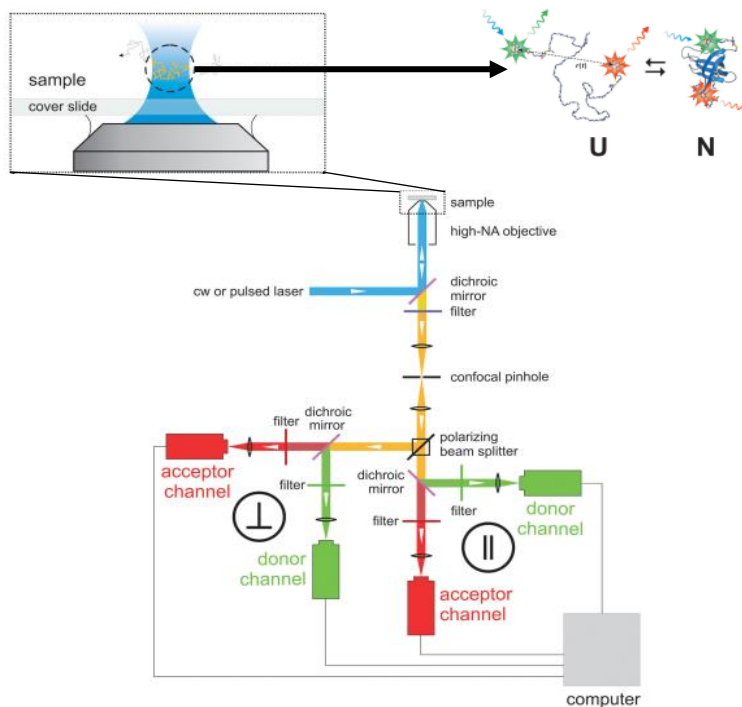 sample
cover slide
r(t)
U
N
sample
high-NA objective
cw or pulsed laser
dichroic
mirror
filter
confocal pinhole
dichroic
mirror
filter
polarizing
beam splitter
acceptor
channel
dichroic
mirror
filter
filter
donor
channel
filter
⊥
||
donor
channel
acceptor
channel
computer